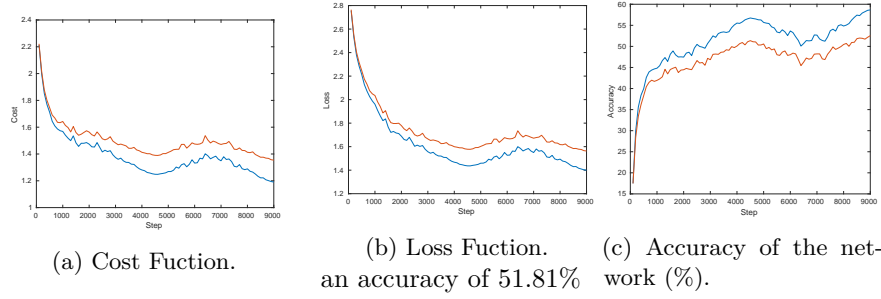 2.4
2.2
2
1.8
1.6
1.4
1.2
1
Cost
0 1000 2000 3000 4000 5000 6000 7000 8000 9000
Step
(a) Cost Fuction.
2.8
2.6
2.4
2.2
2
1.8
1.6
1.4
1.2
Loss
0 1000 2000 3000 4000 5000 6000 7000 8000 9000
Step
(b) Loss Fuction.
an accuracy of 51.81%
60
55
50
45
40
35
30
25
20
15
Accuracy
0 1000 2000 3000 4000 5000 6000 7000 8000 9000
Step
(c) Accuracy of the net-
work (%).